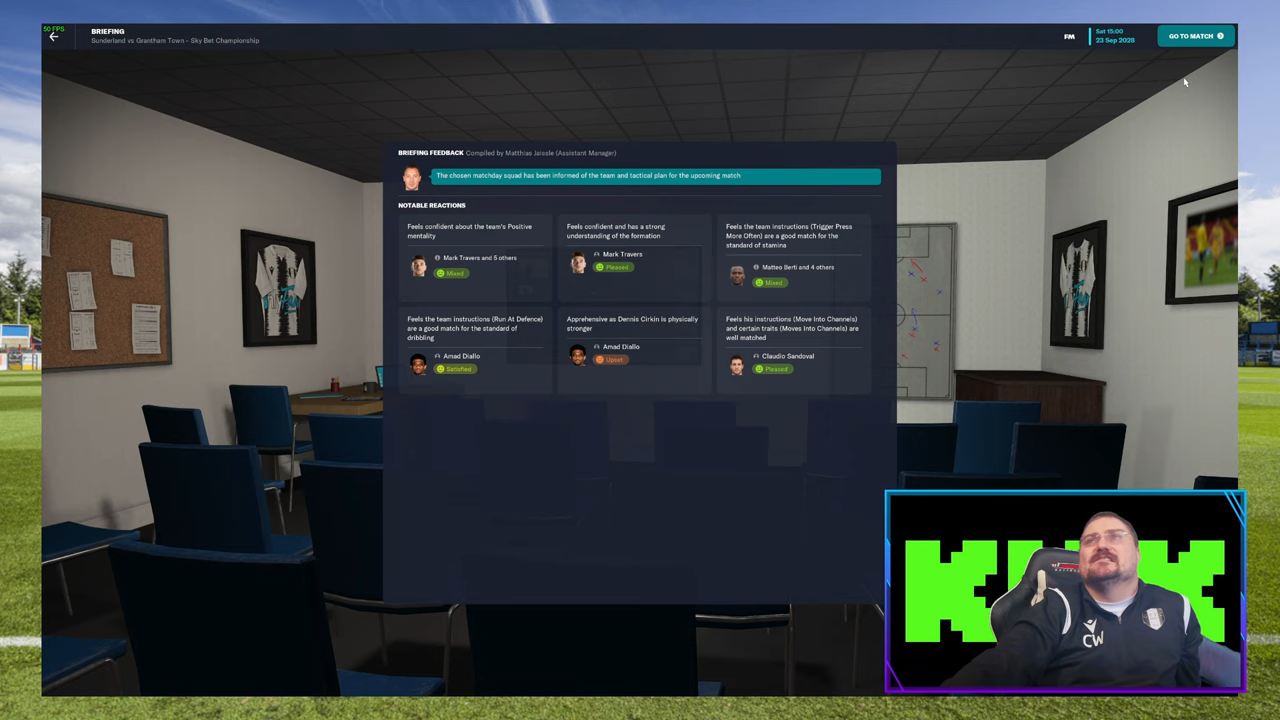 50 FPS
BRIEFING
Sunderland vs Grantham Town - Sky Bet Championship
FM
Sat 15:00
23 Sep 2028
GO TO MATCH
BRIEFING FEEDBACK Compiled by Matthias Jaissle (Assistant Manager)
The chosen matchday squad has been informed of the team and tactical plan for the upcoming match
NOTABLE REACTIONS
Feels confident about the team's Positive
mentality
Mark Travers and 5 others
Mixed
Feels confident and has a strong
understanding of the formation
Mark Travers
Pleased
Feels the team instructions (Trigger Press
More Often) are a good match for the
standard of stamina
Matteo Berti and 4 others
Mixed
Feels the team instructions (Run At Defence)
are a good match for the standard of
dribbling
Amad Diallo
Satisfied
Apprehensive as Dennis Cirkin is physically
stronger
Amad Diallo
Upset
Feels his instructions (Move Into Channels)
and certain traits (Moves Into Channels) are
well matched
Claudio Sandoval
Pleased
CW